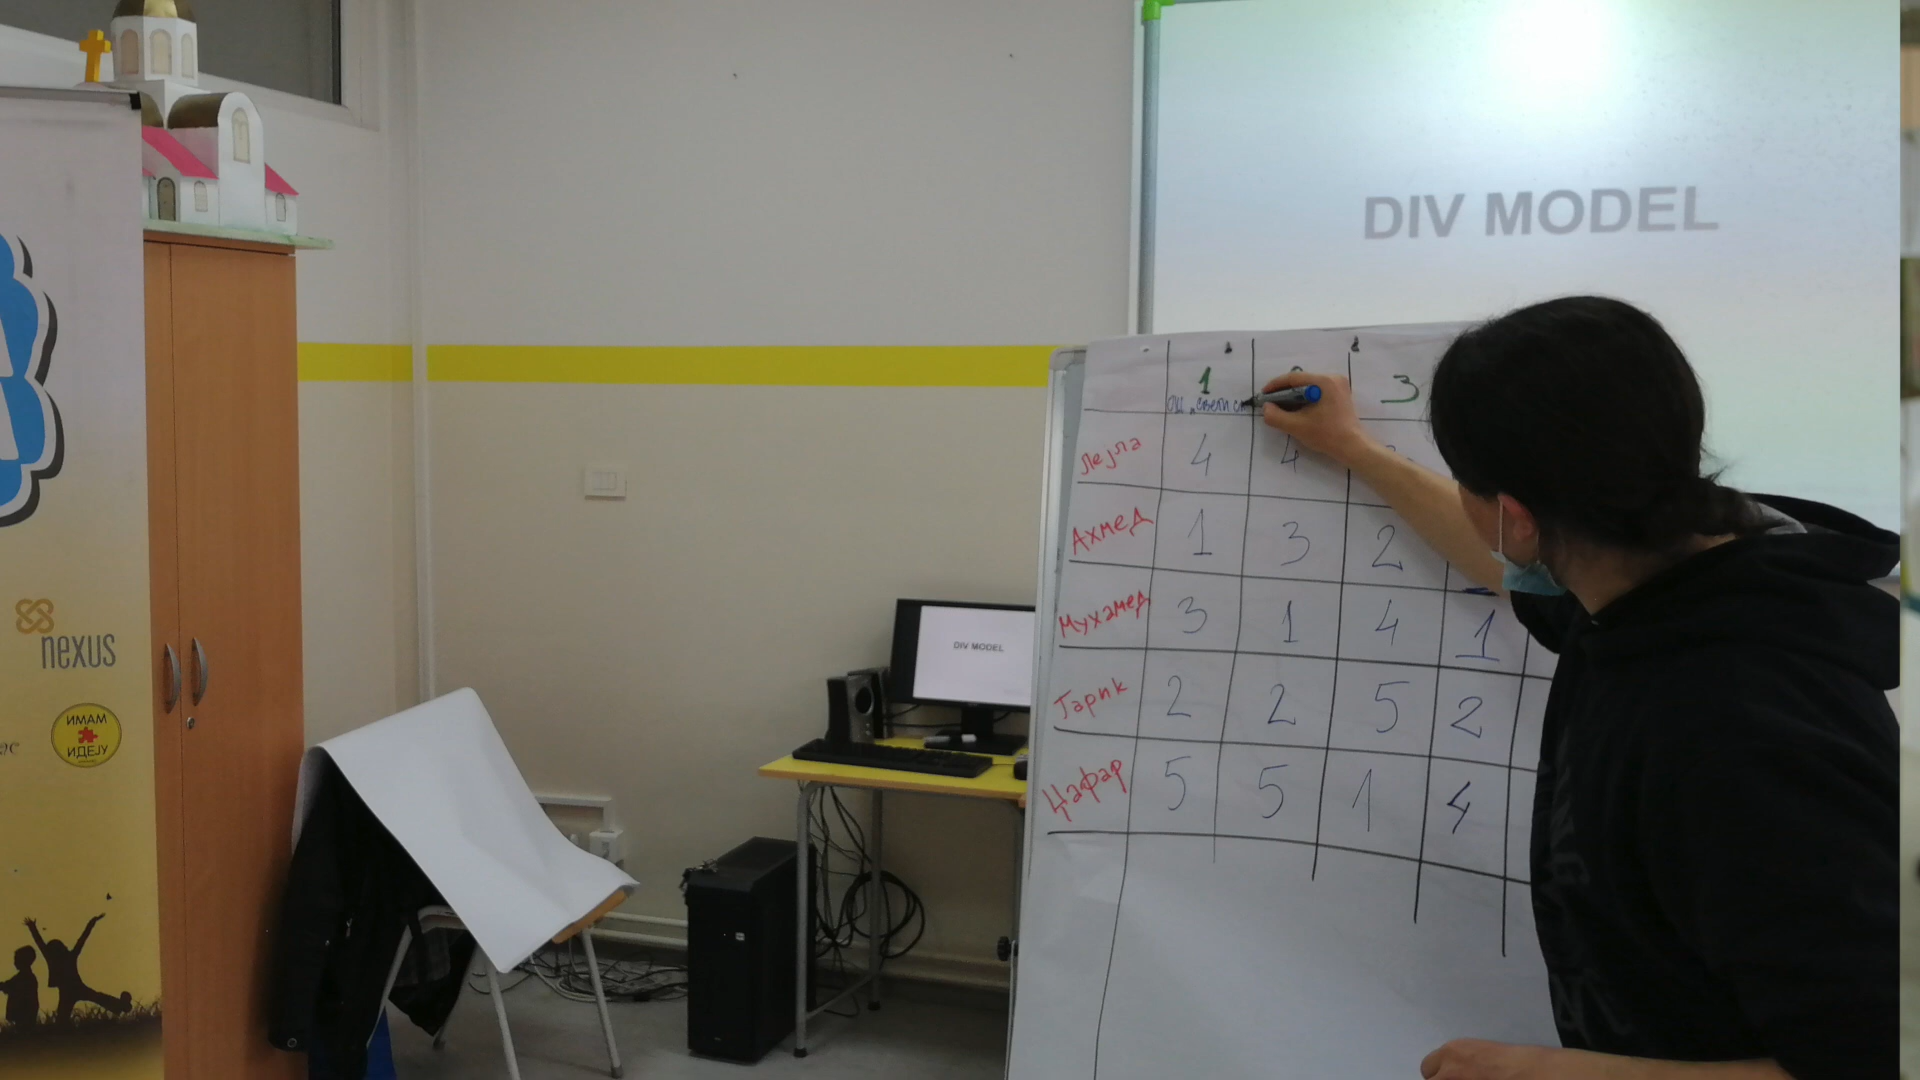 DIV MODEL
1 3
ОШ „Свети
Лејла 4 4
Ахмед 1 3 2
Мухамед 3 1 4 1
Тарик 2 2 5 2
Џафар 5 5 1 4
DIV MODEL
nexus
ИМАМ
ИДЕЈУ